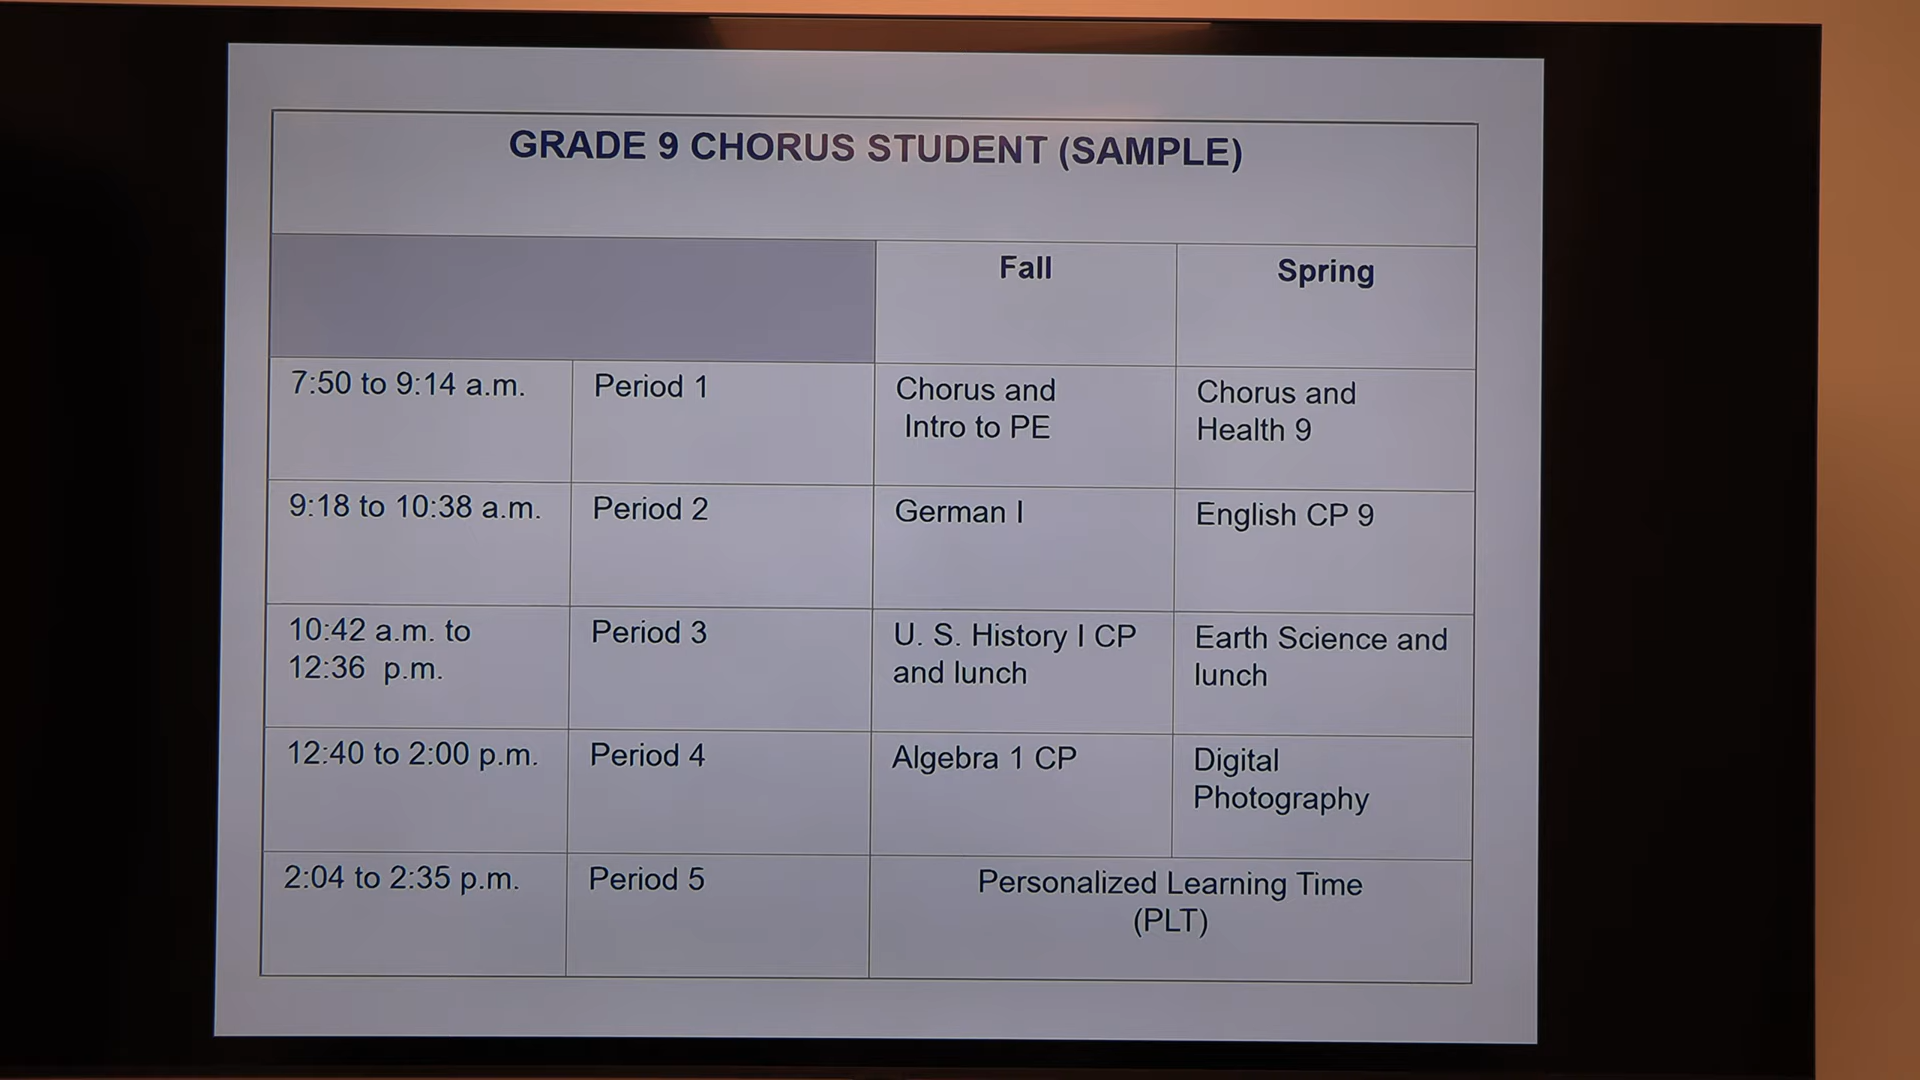 GRADE 9 CHORUS STUDENT (SAMPLE)
Fall
Spring
7:50 to 9:14 a.m.
Period 1
Chorus and
Intro to PE
Chorus and
Health 9
9:18 to 10:38 a.m.
Period 2
German I
English CP 9
10:42 a.m. to
12:36 p.m.
Period 3
U. S. History I CP
and lunch
Earth Science and
lunch
12:40 to 2:00 p.m.
Period 4
Algebra 1 CP
Digital
Photography
2:04 to 2:35 p.m.
Period 5
Personalized Learning Time
(PLT)